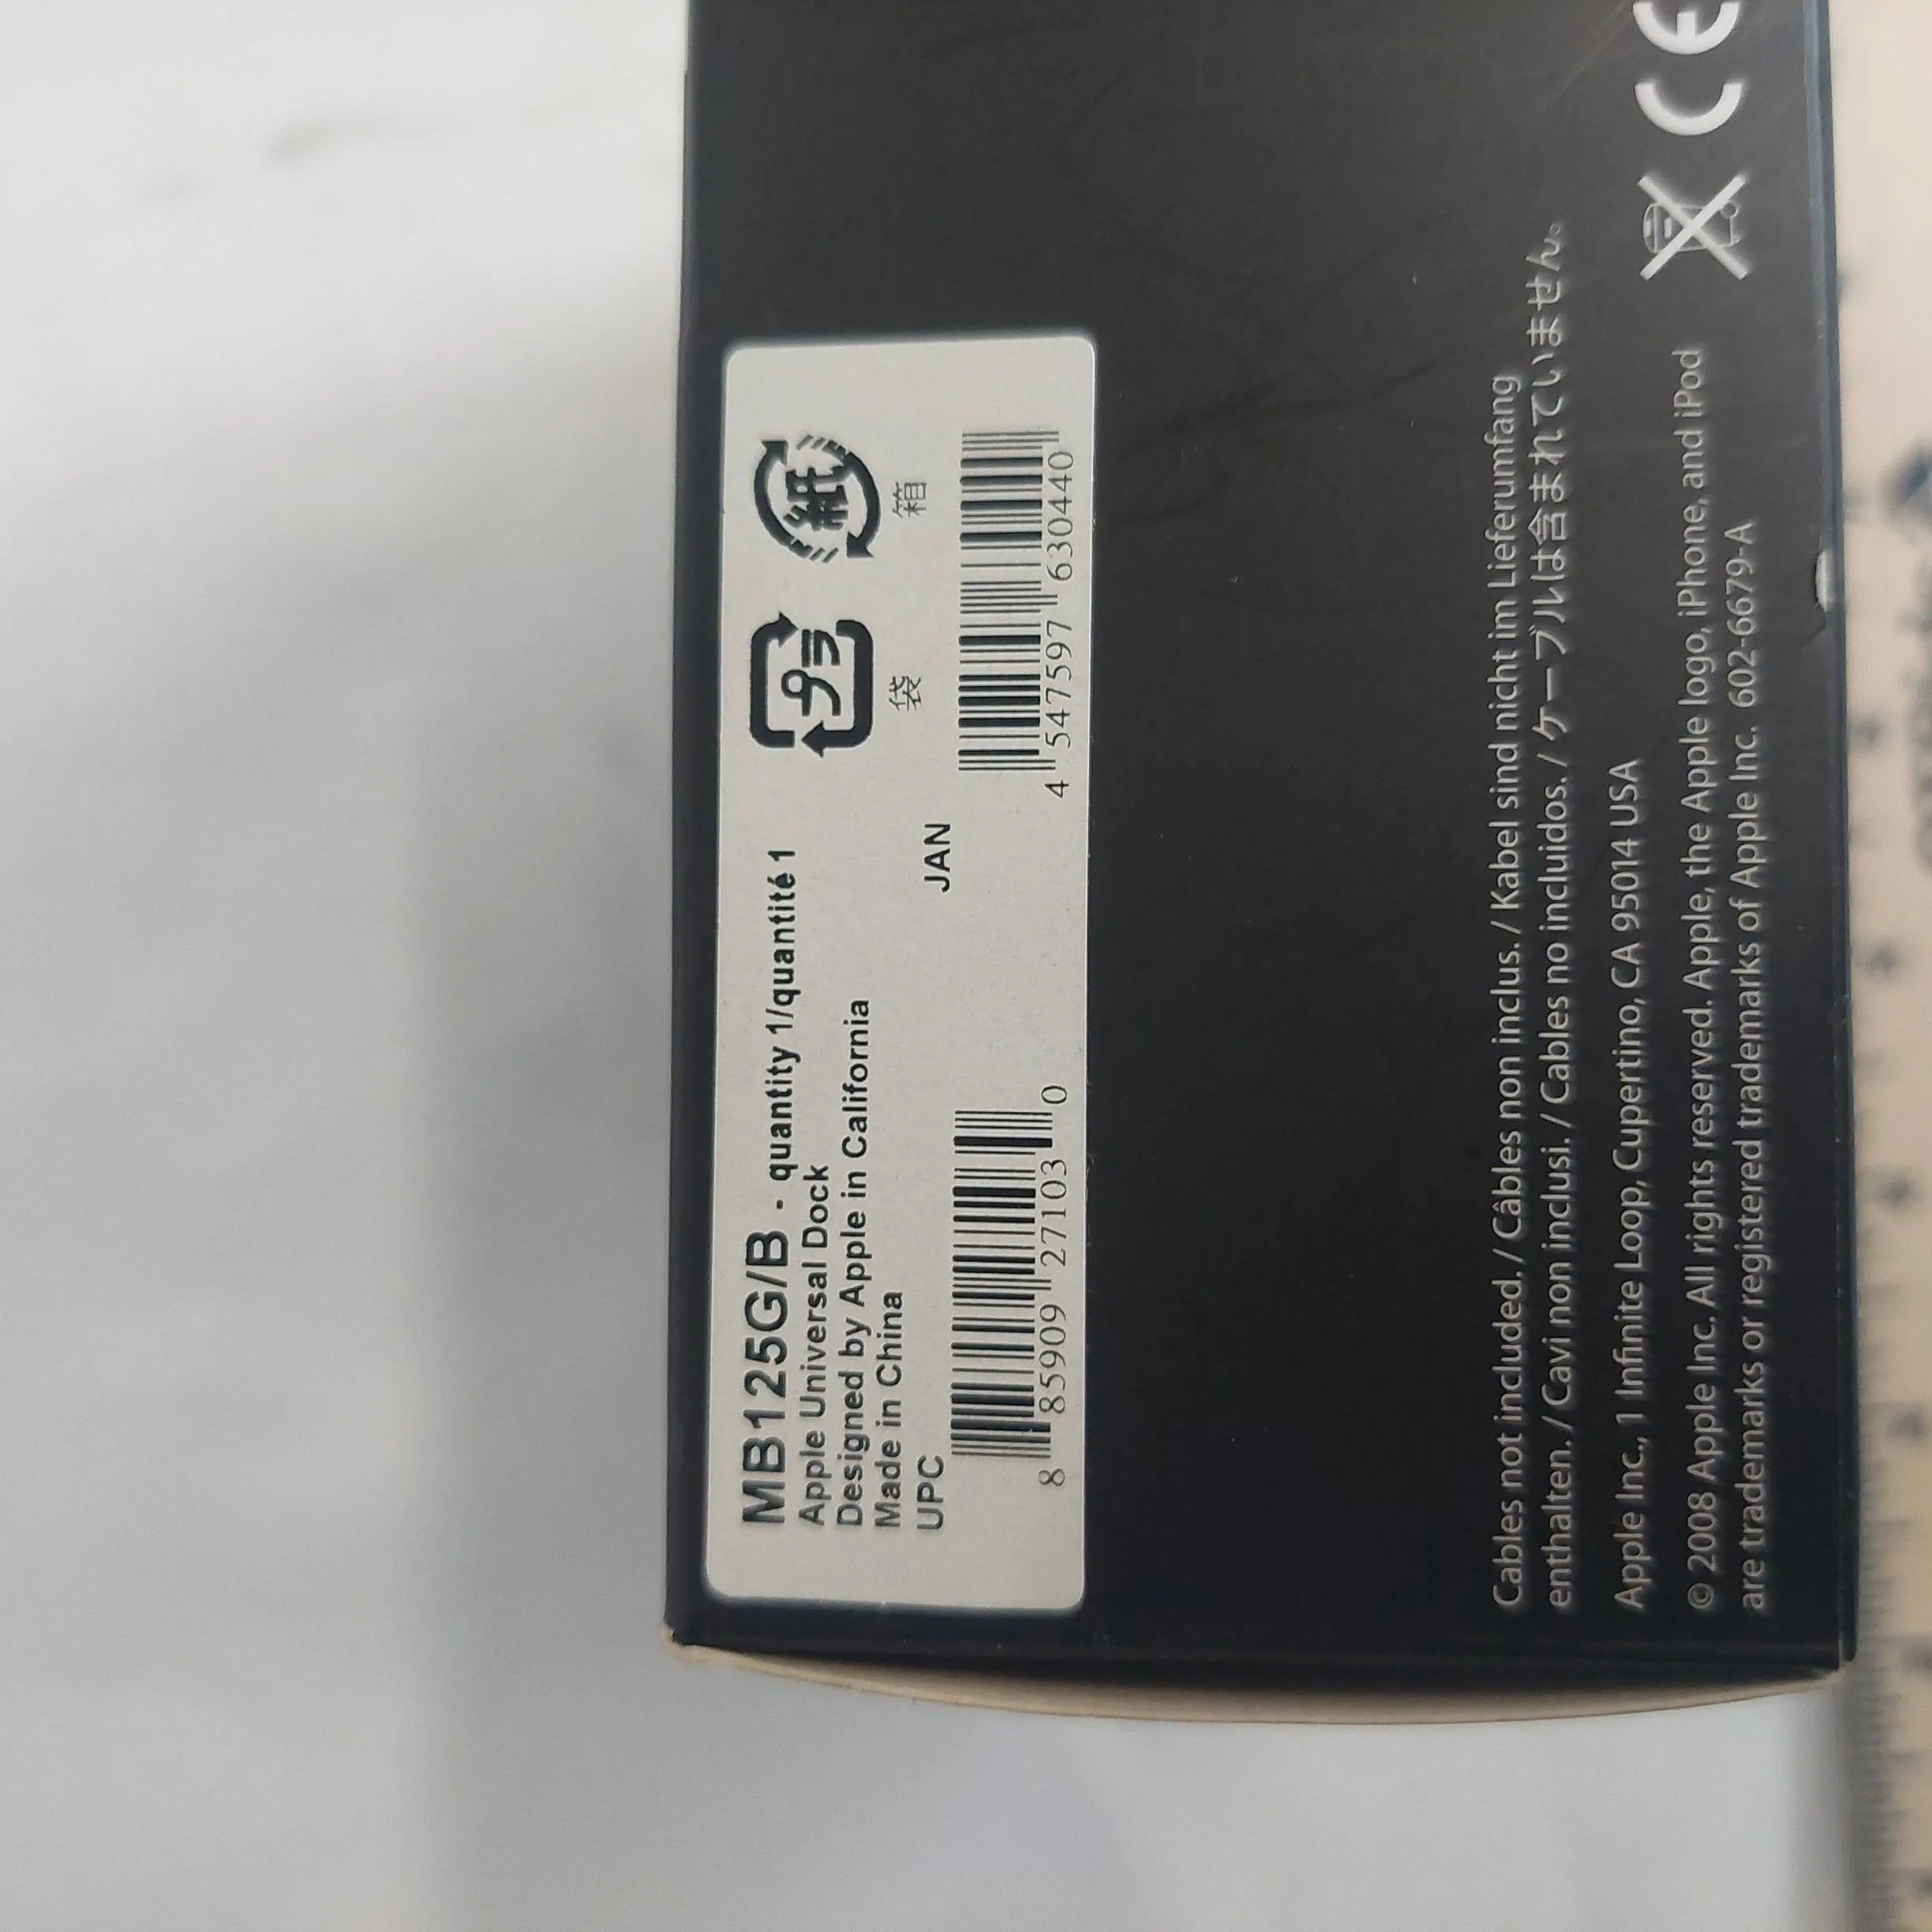 MB125G/B - quantity 1/quantité 1
Apple Universal Dock
Designed by Apple in California
Made in China
UPC
8 85909 27103 0
プラ
袋
紙
箱
JAN
4 547597 630440
Cables not included. / Câbles non inclus. / Kabel sind nicht im Lieferumfang
enthalten. / Cavi non inclusi. / Cables no incluidos. / ケーブルは含まれていません。
Apple Inc., 1 Infinite Loop, Cupertino, CA 95014 USA
© 2008 Apple Inc. All rights reserved. Apple, the Apple logo, iPhone, and iPod
are trademarks or registered trademarks of Apple Inc. 602-6679-A
CE